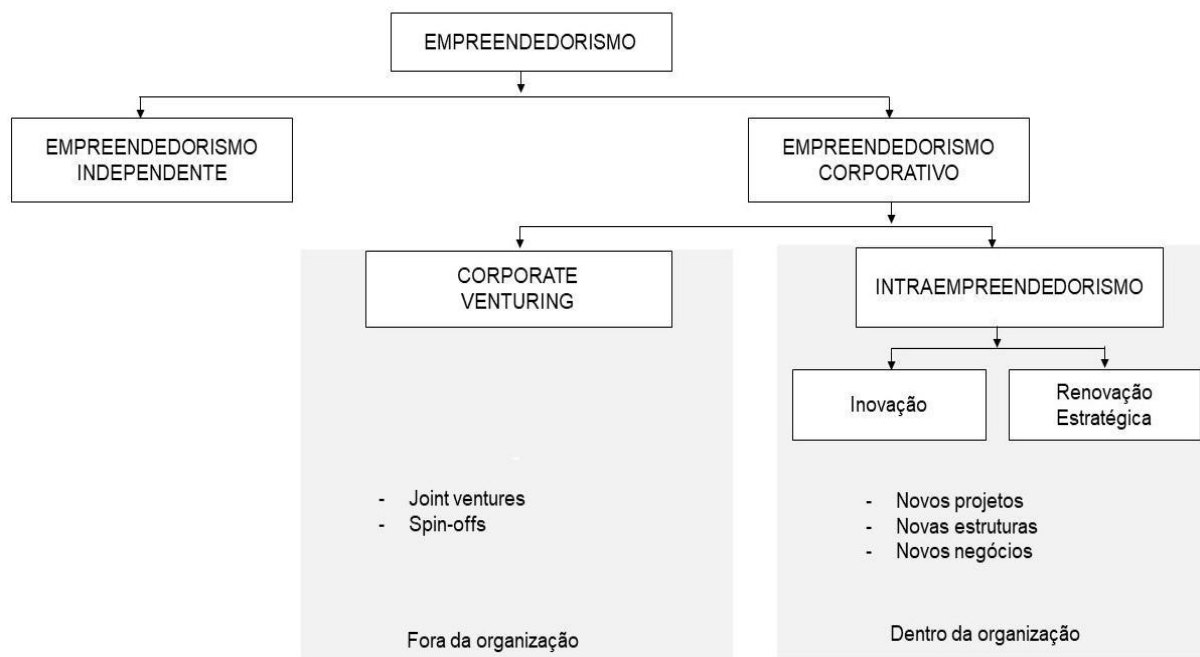 EMPREENDEDORISMO
EMPREENDEDORISMO
INDEPENDENTE
EMPREENDEDORISMO
CORPORATIVO
CORPORATE
VENTURING
INTRAEMPREENDEDORISMO
Inovação
Renovação
Estratégica
- Joint ventures
- Spin-offs
- Novos projetos
- Novas estruturas
- Novos negócios
Fora da organização
Dentro da organização